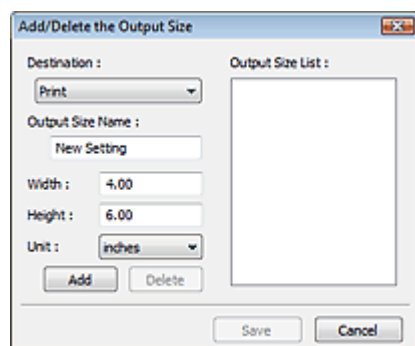 Add/Delete the Output Size
Destination :
Print
Output Size Name :
New Setting
Width : 4.00
Height : 6.00
Unit : inches
Add Delete
Output Size List :
Save Cancel